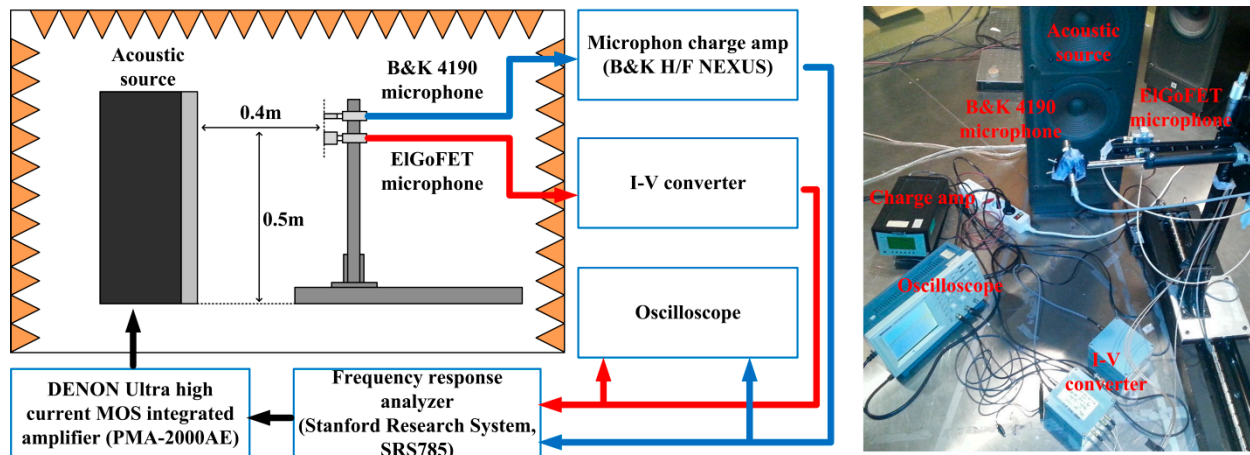 Acoustic
source
0.4m
0.5m
B&K 4190
microphone
ElGoFET
microphone
Microphon charge amp
(B&K H/F NEXUS)
I-V converter
Oscilloscope
DENON Ultra high
current MOS integrated
amplifier (PMA-2000AE)
Frequency response
analyzer
(Stanford Research System,
SRS785)
Acoustic
source
B&K 4190
microphone
ElGoFET
microphone
Charge amp
Oscilloscope
I-V
converter